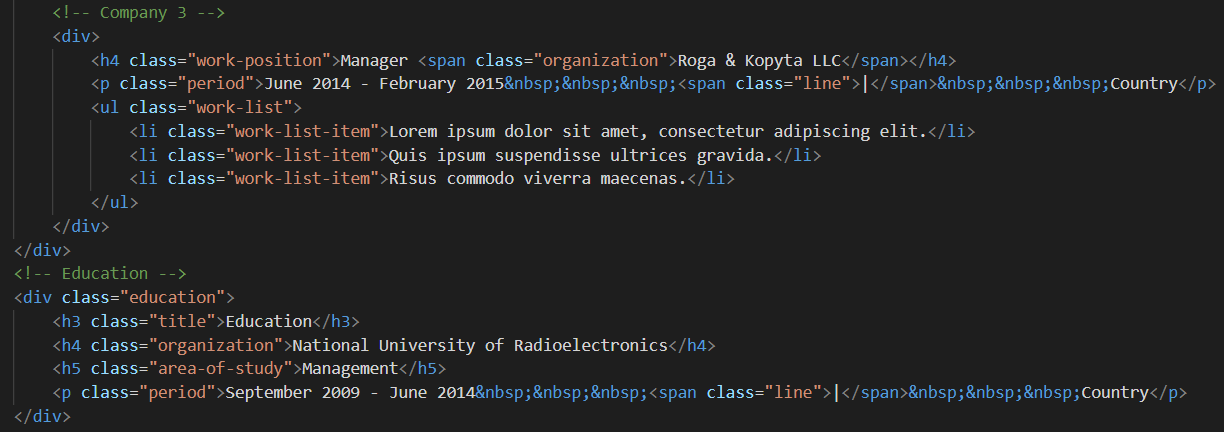 <!-- Company 3 -->
<div>
<h4 class="work-position">Manager <span class="organization">Roga & Kopyta LLC</span></h4>
<p class="period">June 2014 - February 2015&nbsp;&nbsp;&nbsp;<span class="line">|</span>&nbsp;&nbsp;&nbsp;Country</p>
<ul class="work-list">
<li class="work-list-item">Lorem ipsum dolor sit amet, consectetur adipiscing elit.</li>
<li class="work-list-item">Quis ipsum suspendisse ultrices gravida.</li>
<li class="work-list-item">Risus commodo viverra maecenas.</li>
</ul>
</div>
</div>
<!-- Education -->
<div class="education">
<h3 class="title">Education</h3>
<h4 class="organization">National University of Radioelectronics</h4>
<h5 class="area-of-study">Management</h5>
<p class="period">September 2009 - June 2014&nbsp;&nbsp;&nbsp;<span class="line">|</span>&nbsp;&nbsp;&nbsp;Country</p>
</div>